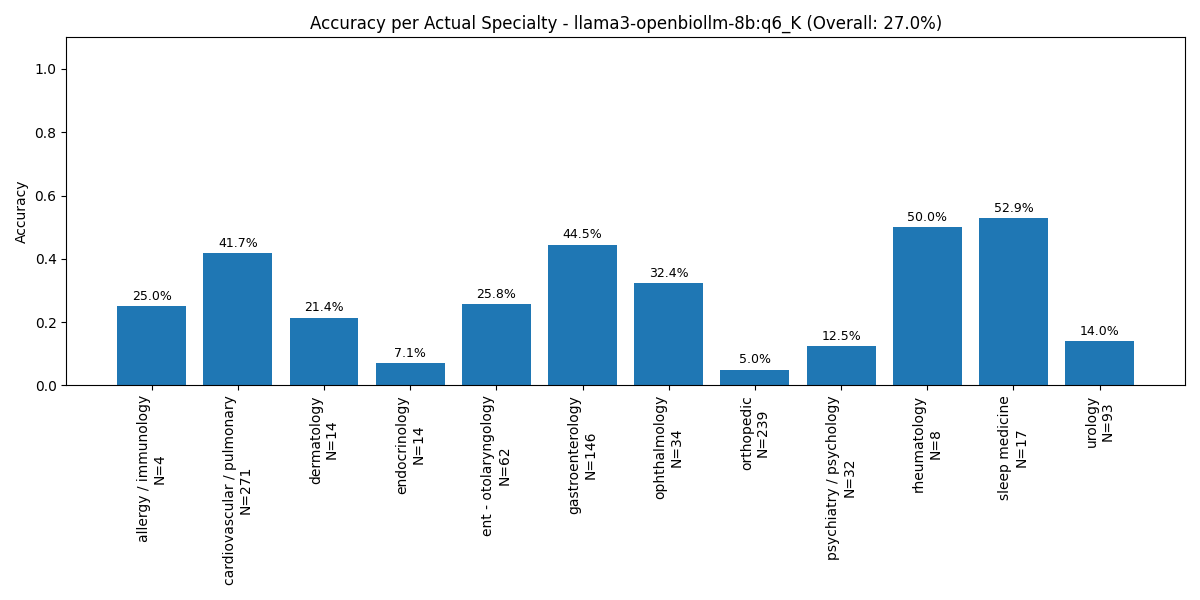 Accuracy per Actual Specialty - llama3-openbiollm-8b:q6_K (Overall: 27.0%)
Accuracy
1.0
0.8
0.6
0.4
0.2
0.0
25.0%
41.7%
21.4%
7.1%
25.8%
44.5%
32.4%
5.0%
12.5%
50.0%
52.9%
14.0%
allergy / immunology
N=4
cardiovascular / pulmonary
N=271
dermatology
N=14
endocrinology
N=14
ent - otolaryngology
N=62
gastroenterology
N=146
ophthalmology
N=34
orthopedic
N=239
psychiatry / psychology
N=32
rheumatology
N=8
sleep medicine
N=17
urology
N=93